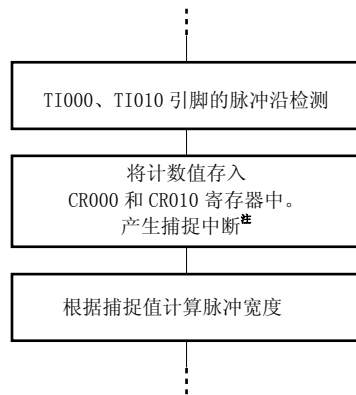 TI000、TI010 引脚的脉冲沿检测
将计数值存入
CR000 和 CR010 寄存器中。
产生捕捉中断注
根据捕捉值计算脉冲宽度